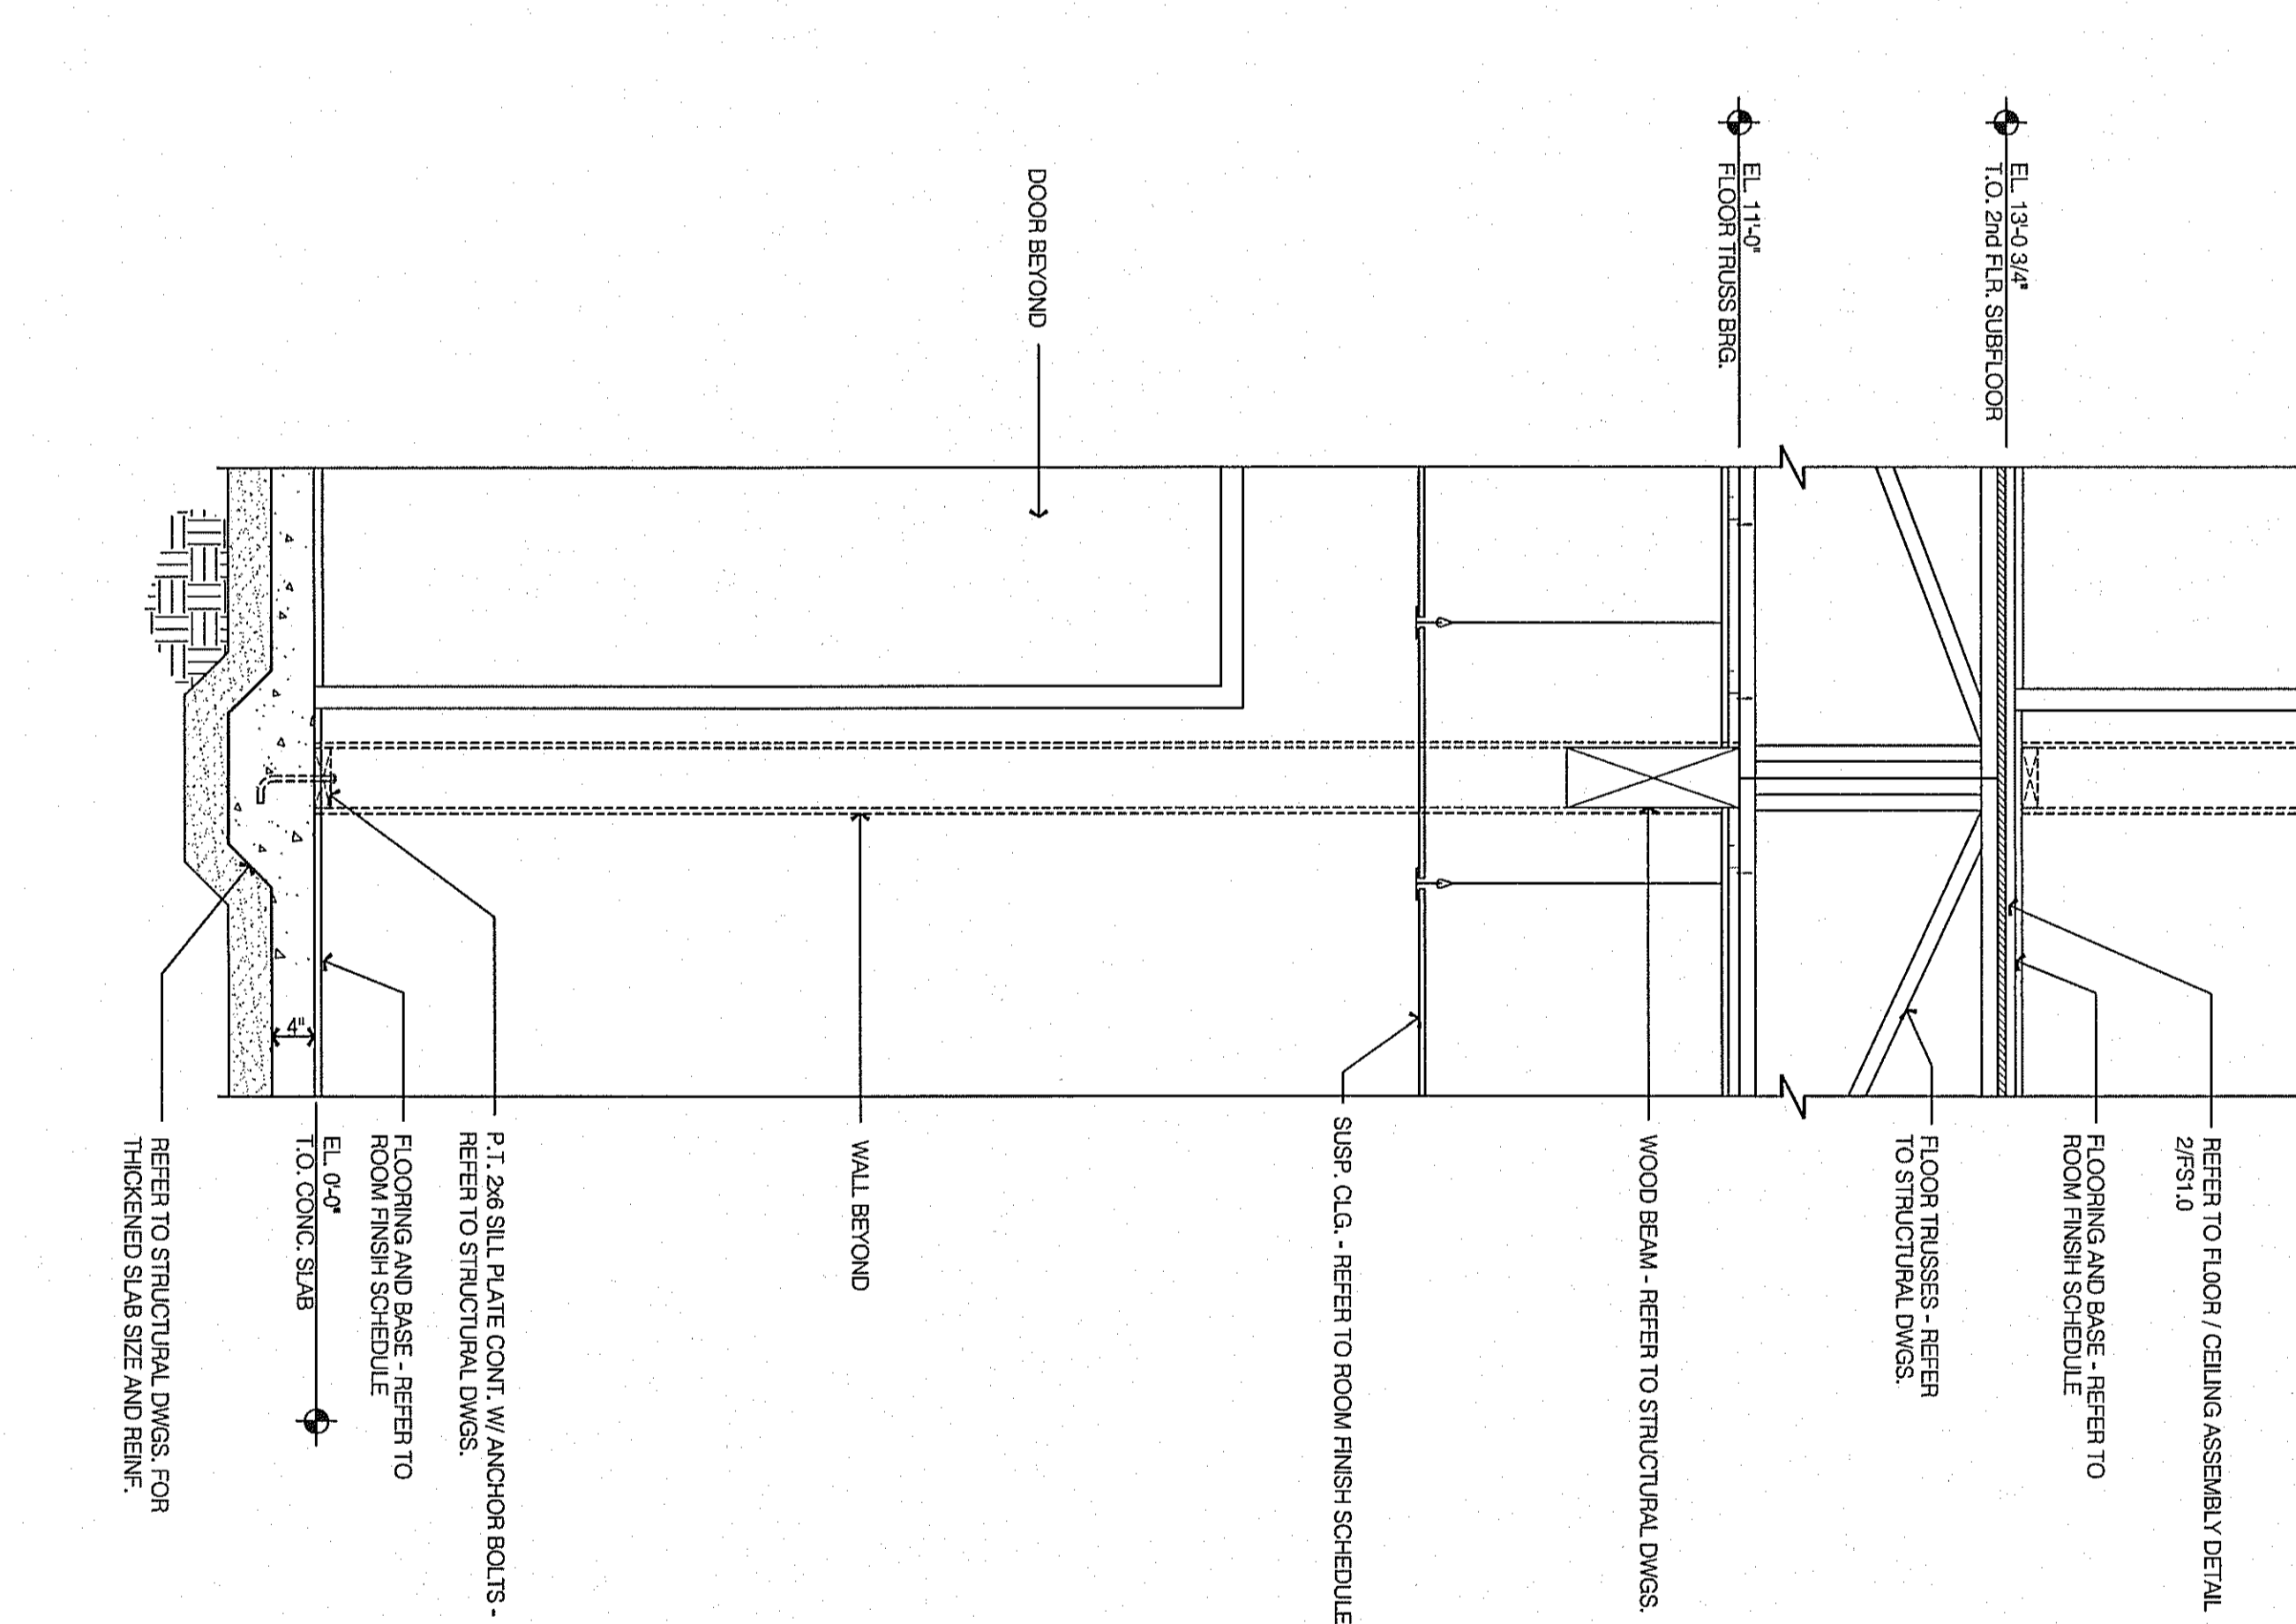 REFER TO FLOOR / CEILING ASSEMBLY DETAIL
2/FS1.0
FLOORING AND BASE - REFER TO
ROOM FINSIH SCHEDULE
EL. 13'-0 3/4"
T.O. 2nd FLR. SUBFLOOR
FLOOR TRUSSES - REFER
TO STRUCTURAL DWGS.
EL. 11'-0"
FLOOR TRUSS BRG.
WOOD BEAM - REFER TO STRUCTURAL DWGS.
SUSP. CLG. - REFER TO ROOM FINISH SCHEDULE
DOOR BEYOND
WALL BEYOND
P.T. 2x6 SILL PLATE CONT. W/ ANCHOR BOLTS -
REFER TO STRUCTURAL DWGS.
FLOORING AND BASE - REFER TO
ROOM FINSIH SCHEDULE
4"
EL. 0'-0"
T.O. CONC. SLAB
REFER TO STRUCTURAL DWGS. FOR
THICKENED SLAB SIZE AND REINF.